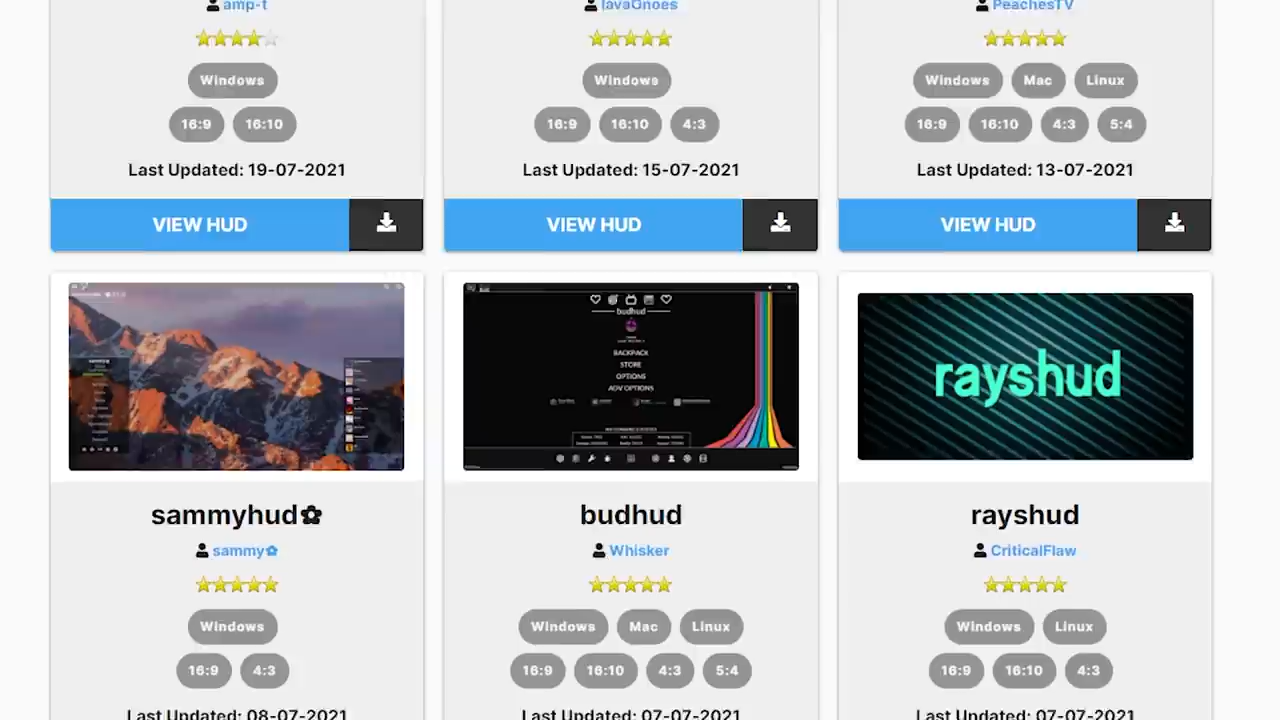 amp-t
JavaGnoes
PeachesTV
Windows
Windows
Windows Mac Linux
16:9 16:10
16:9 16:10 4:3
16:9 16:10 4:3 5:4
Last Updated: 19-07-2021
Last Updated: 15-07-2021
Last Updated: 13-07-2021
VIEW HUD
VIEW HUD
VIEW HUD
budhud
BACKPACK
STORE
OPTIONS
ADV OPTIONS
rayshud
sammyhud✿
budhud
rayshud
sammy✿
Whisker
CriticalFlaw
Windows
Windows Mac Linux
Windows Linux
16:9 4:3
16:9 16:10 4:3 5:4
16:9 16:10 4:3
Last Updated: 08-07-2021
Last Updated: 07-07-2021
Last Updated: 07-07-2021